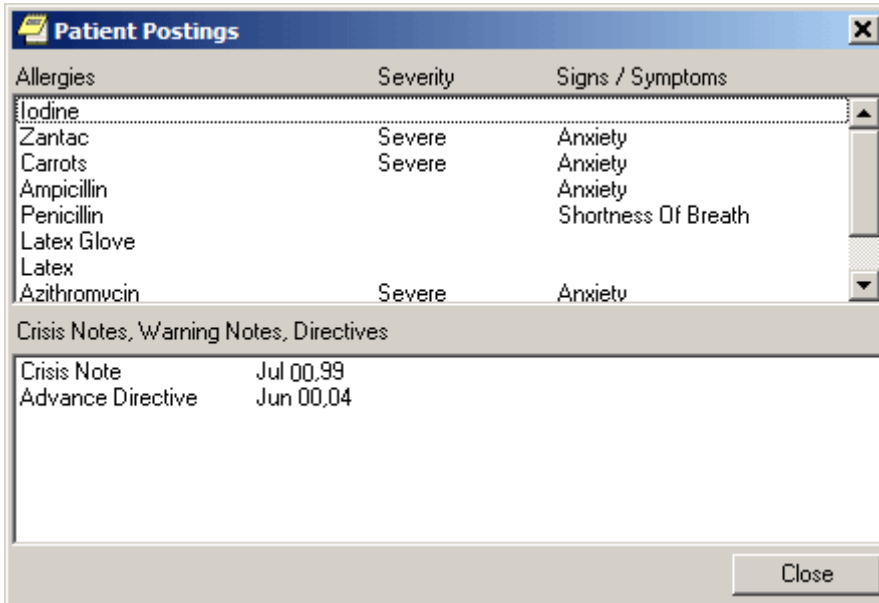 Patient Postings
Allergies Severity Signs / Symptoms
Iodine
Zantac Severe Anxiety
Carrots Severe Anxiety
Ampicillin Anxiety
Penicillin Shortness Of Breath
Latex Glove
Latex
Azithromycin Severe Anxiety
Crisis Notes, Warning Notes, Directives
Crisis Note Jul 00,99
Advance Directive Jun 00,04
Close